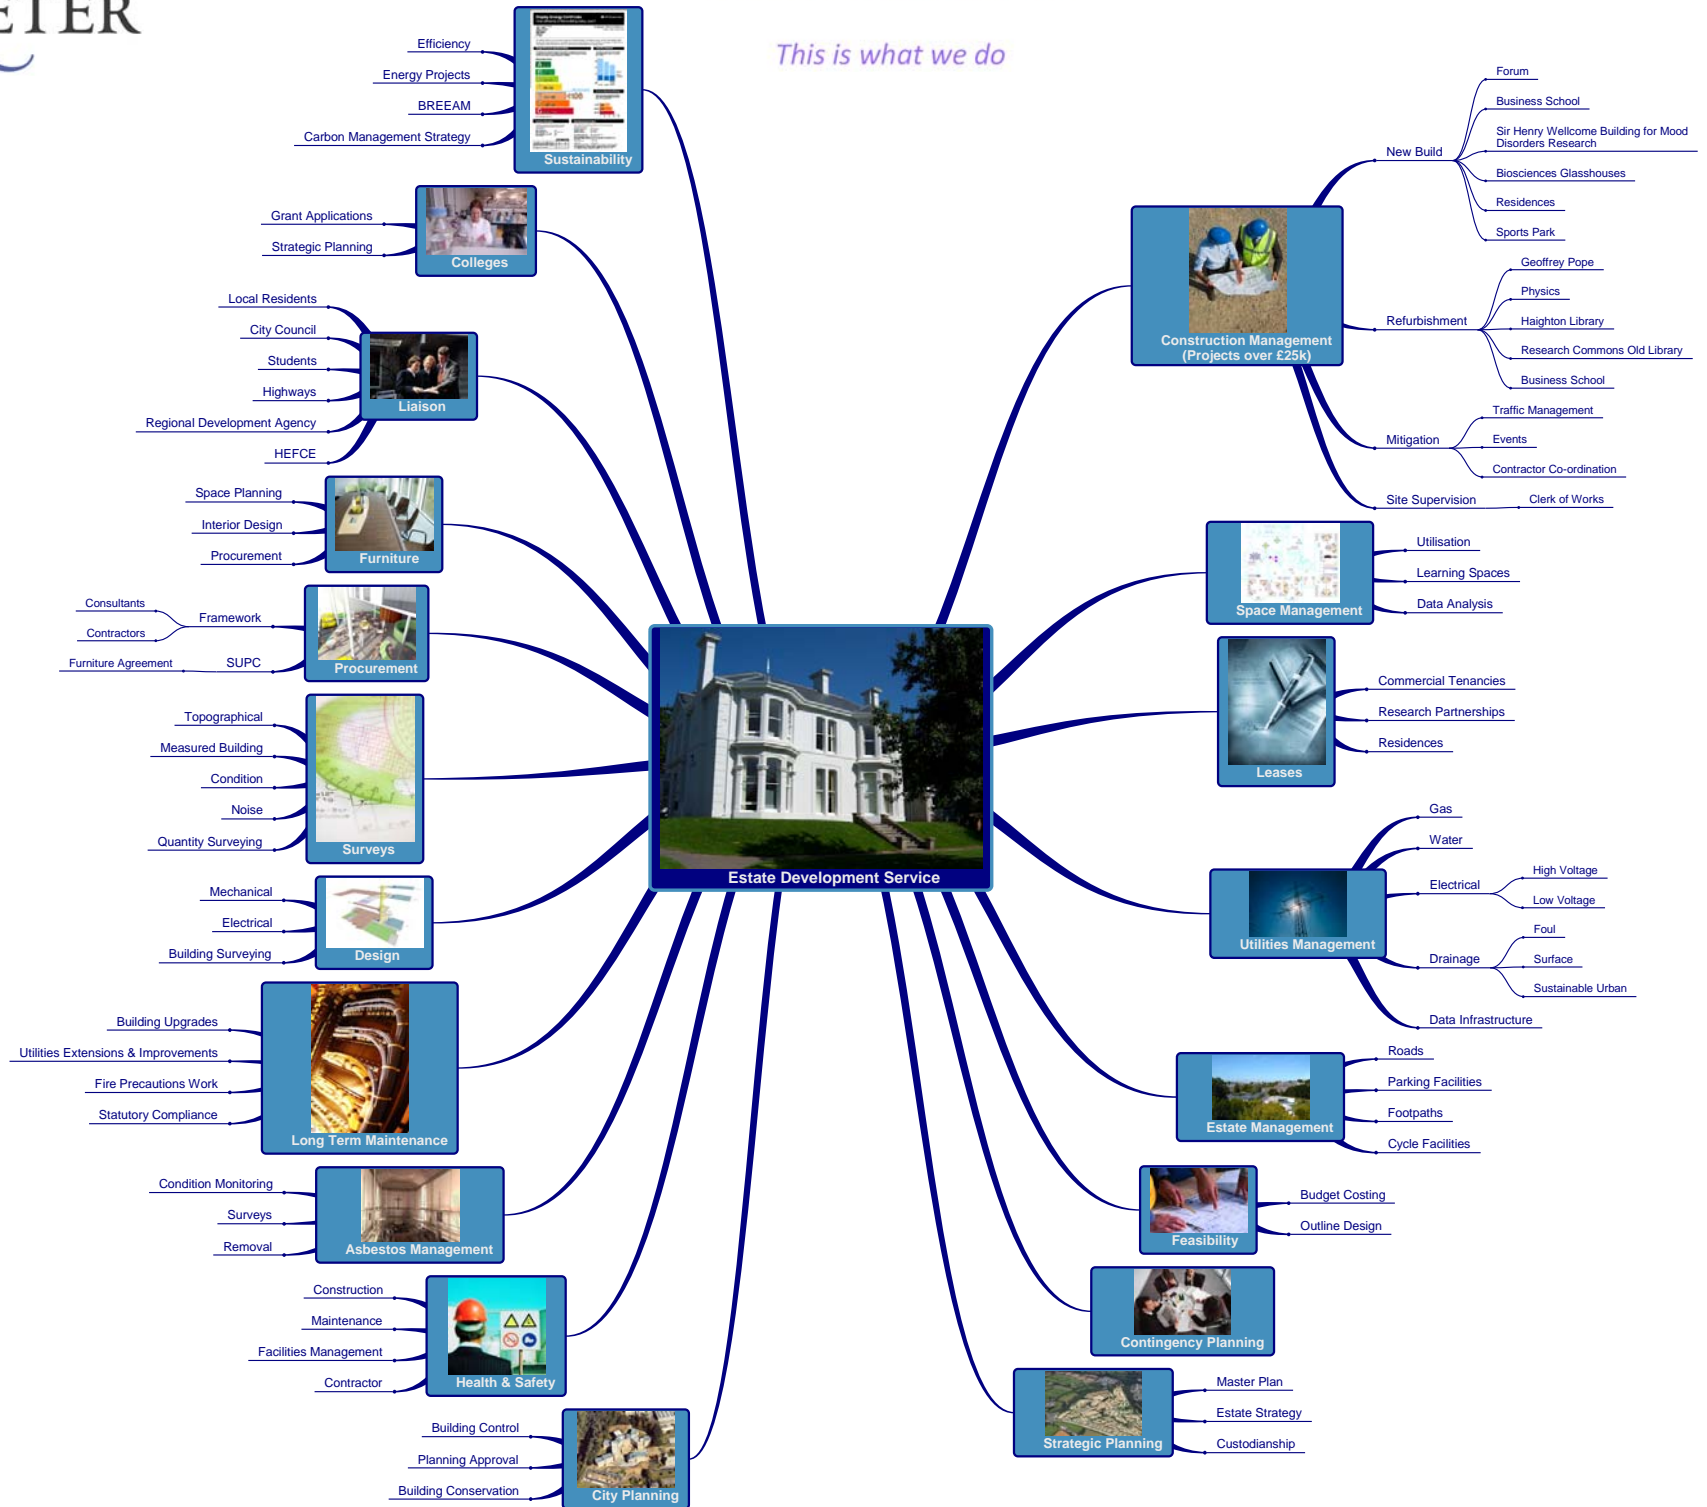 ETER
This is what we do
Efficiency
Energy Projects
BREEAM
Carbon Management Strategy
Sustainability
Grant Applications
Strategic Planning
Colleges
Local Residents
City Council
Students
Highways
Regional Development Agency
HEFCE
Liaison
Space Planning
Interior Design
Procurement
Furniture
Consultants
Contractors
Framework
Furniture Agreement
SUPC
Procurement
Topographical
Measured Building
Condition
Noise
Quantity Surveying
Surveys
Mechanical
Electrical
Building Surveying
Design
Building Upgrades
Utilities Extensions & Improvements
Fire Precautions Work
Statutory Compliance
Long Term Maintenance
Condition Monitoring
Surveys
Removal
Asbestos Management
Construction
Maintenance
Facilities Management
Contractor
Health & Safety
Building Control
Planning Approval
Building Conservation
City Planning
Estate Development Service
Construction Management
(Projects over £25k)
New Build
Forum
Business School
Sir Henry Wellcome Building for Mood
Disorders Research
Biosciences Glasshouses
Residences
Sports Park
Refurbishment
Geoffrey Pope
Physics
Haighton Library
Research Commons Old Library
Business School
Mitigation
Traffic Management
Events
Contractor Co-ordination
Site Supervision
Clerk of Works
Space Management
Utilisation
Learning Spaces
Data Analysis
Leases
Commercial Tenancies
Research Partnerships
Residences
Utilities Management
Gas
Water
Electrical
High Voltage
Low Voltage
Drainage
Foul
Surface
Sustainable Urban
Data Infrastructure
Estate Management
Roads
Parking Facilities
Footpaths
Cycle Facilities
Feasibility
Budget Costing
Outline Design
Contingency Planning
Strategic Planning
Master Plan
Estate Strategy
Custodianship